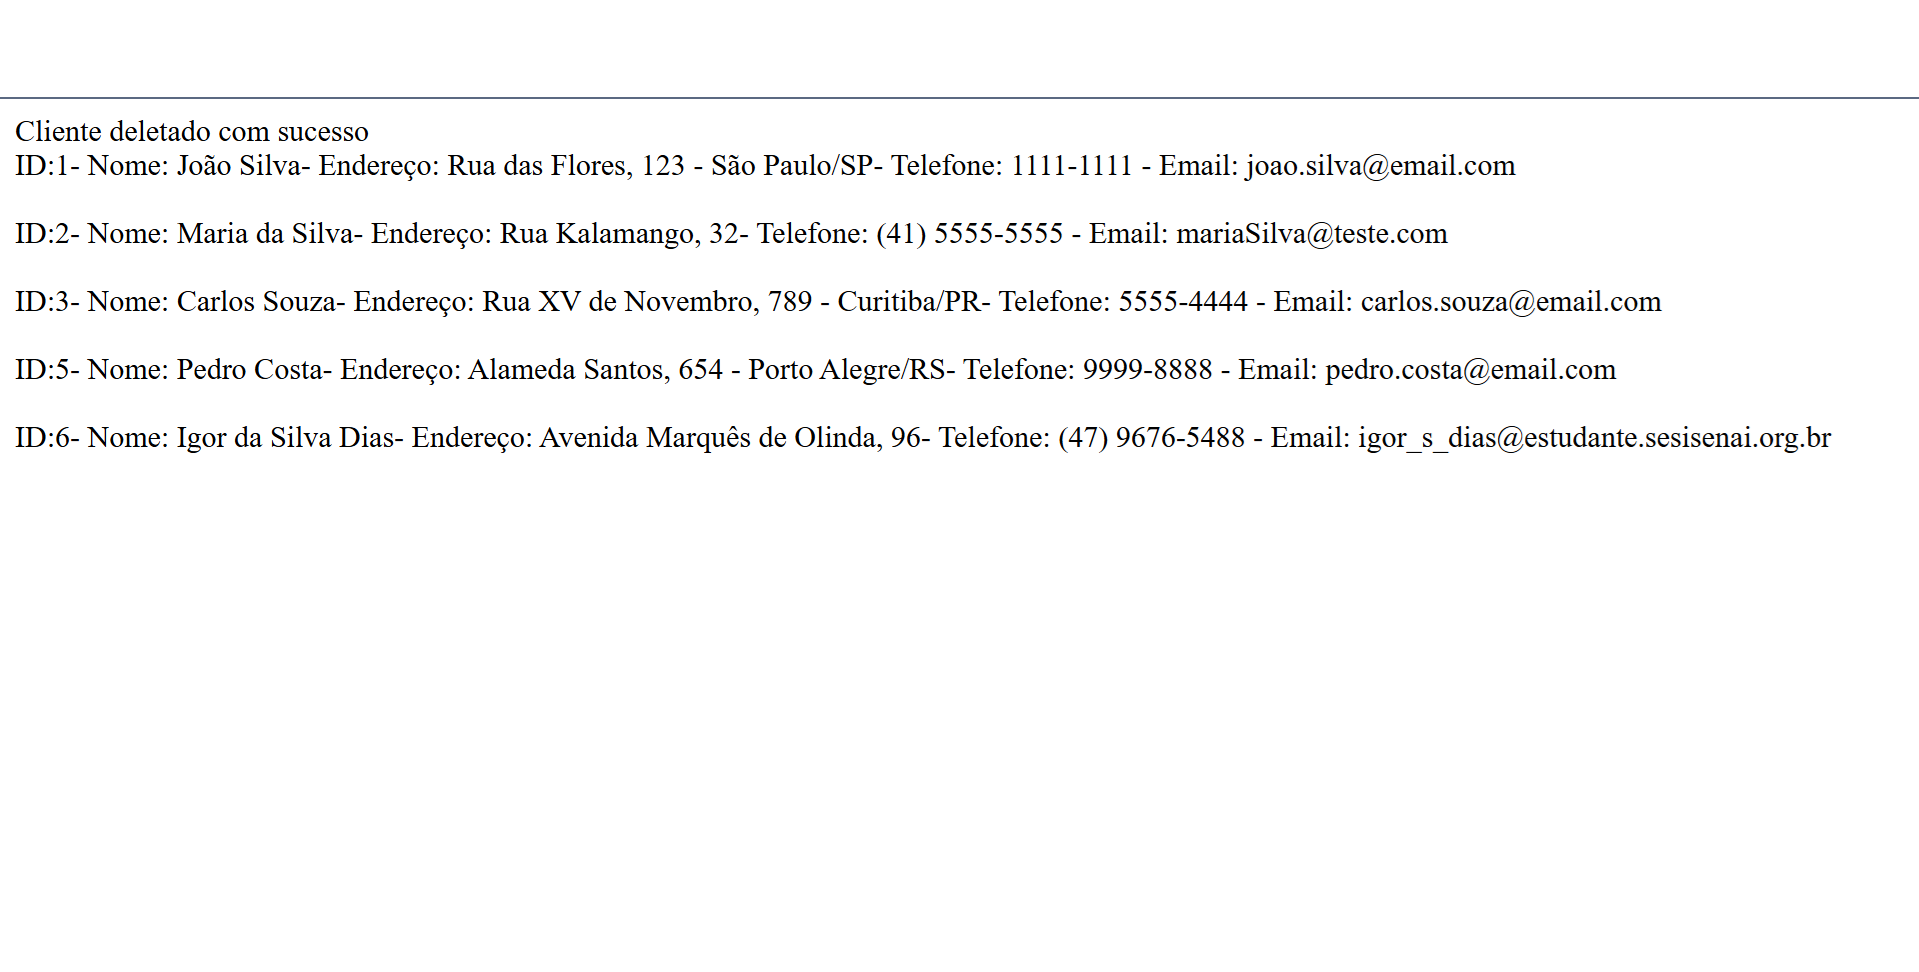 Cliente deletado com sucesso
ID:1- Nome: João Silva- Endereço: Rua das Flores, 123 - São Paulo/SP- Telefone: 1111-1111 - Email: joao.silva@email.com
ID:2- Nome: Maria da Silva- Endereço: Rua Kalamango, 32- Telefone: (41) 5555-5555 - Email: mariaSilva@teste.com
ID:3- Nome: Carlos Souza- Endereço: Rua XV de Novembro, 789 - Curitiba/PR- Telefone: 5555-4444 - Email: carlos.souza@email.com
ID:5- Nome: Pedro Costa- Endereço: Alameda Santos, 654 - Porto Alegre/RS- Telefone: 9999-8888 - Email: pedro.costa@email.com
ID:6- Nome: Igor da Silva Dias- Endereço: Avenida Marquês de Olinda, 96- Telefone: (47) 9676-5488 - Email: igor_s_dias@estudante.sesisenai.org.br